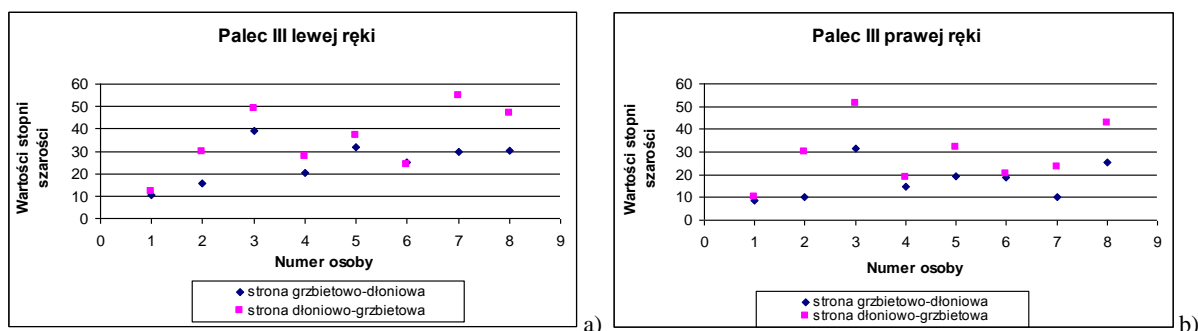 Palec III lewej ręki
Wartości stopni
szarości
60
50
40
30
20
10
0
0 1 2 3 4 5 6 7 8 9
Numer osoby
strona grzbietowo-dłoniowa
strona dłoniowo-grzbietowa
a)
Palec III prawej ręki
Wartości stopni
szarości
60
50
40
30
20
10
0
0 1 2 3 4 5 6 7 8 9
Numer osoby
strona grzbietowo-dłoniowa
strona dłoniowo-grzbietowa
b)